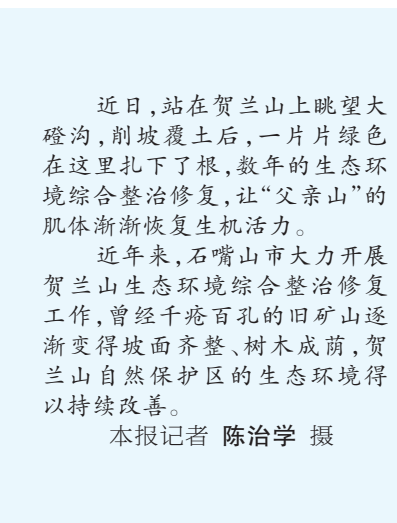 近日，站在贺兰山上眺望大
磴沟，削坡覆土后，一片片绿色
在这里扎下了根，数年的生态环
境综合整治修复，让“父亲山”的
肌体渐渐恢复生机活力。
近年来，石嘴山市大力开展
贺兰山生态环境综合整治修复
工作，曾经千疮百孔的旧矿山逐
渐变得坡面齐整、树木成荫，贺
兰山自然保护区的生态环境得
以持续改善。
本报记者 陈治学 摄